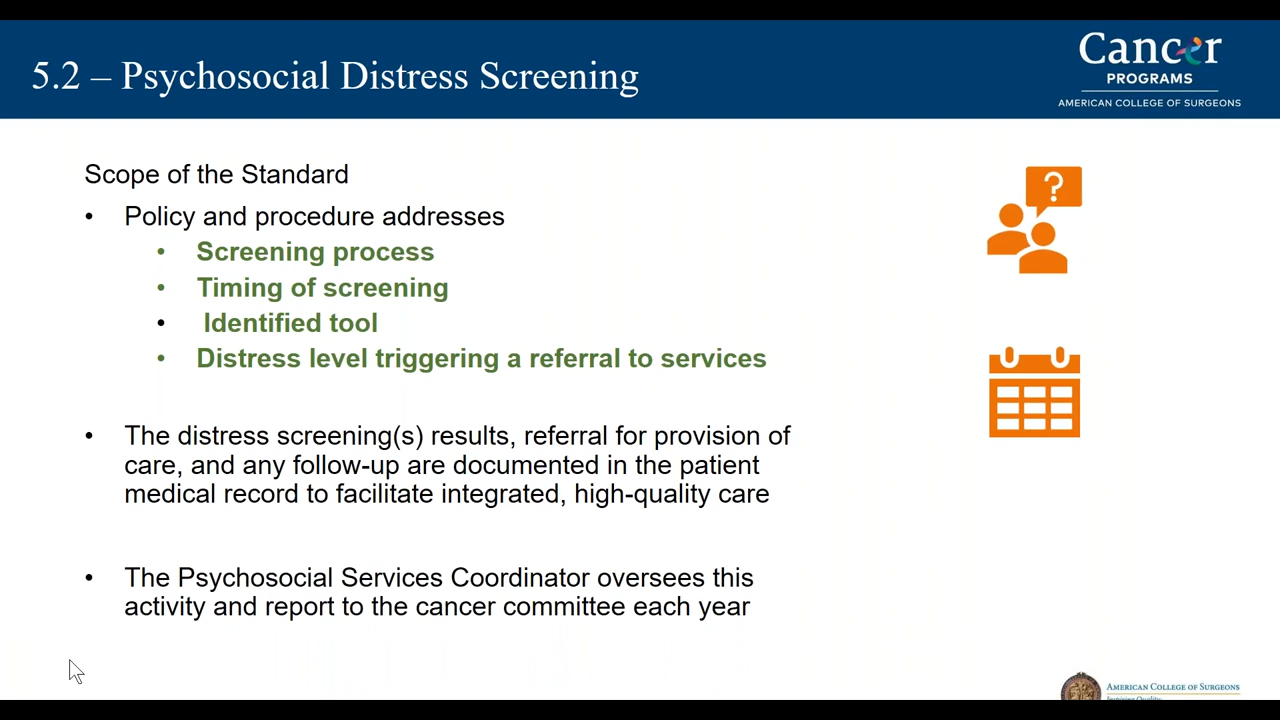 5.2 – Psychosocial Distress Screening
Cancer
PROGRAMS
AMERICAN COLLEGE OF SURGEONS
Scope of the Standard
• Policy and procedure addresses
• Screening process
• Timing of screening
• Identified tool
• Distress level triggering a referral to services
• The distress screening(s) results, referral for provision of
care, and any follow-up are documented in the patient
medical record to facilitate integrated, high-quality care
• The Psychosocial Services Coordinator oversees this
activity and report to the cancer committee each year
?
AMERICAN COLLEGE OF SURGEONS